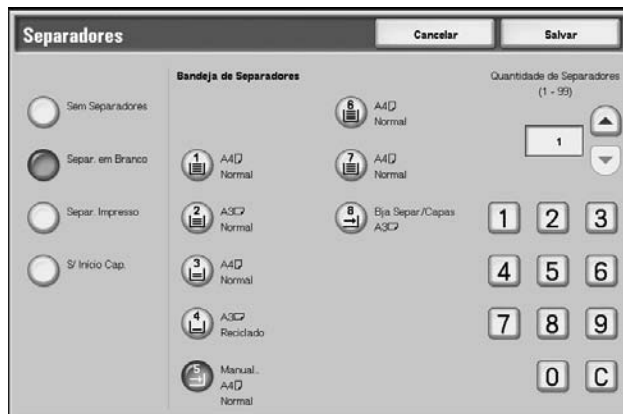 Separadores
Cancelar
Salvar
Sem Separadores
Separ. em Branco
Separ. Impresso
S/ Início Cap.
Bandeja de Separadores
1
A4
Normal
2
A3
Normal
3
A4
Normal
4
A3
Reciclado
5
Manual..
A4
Normal
6
A4
Normal
7
A4
Normal
8
Bja Separ/Capas
A3
Quantidade de Separadores
(1 - 99)
1
1 2 3
4 5 6
7 8 9
0 C